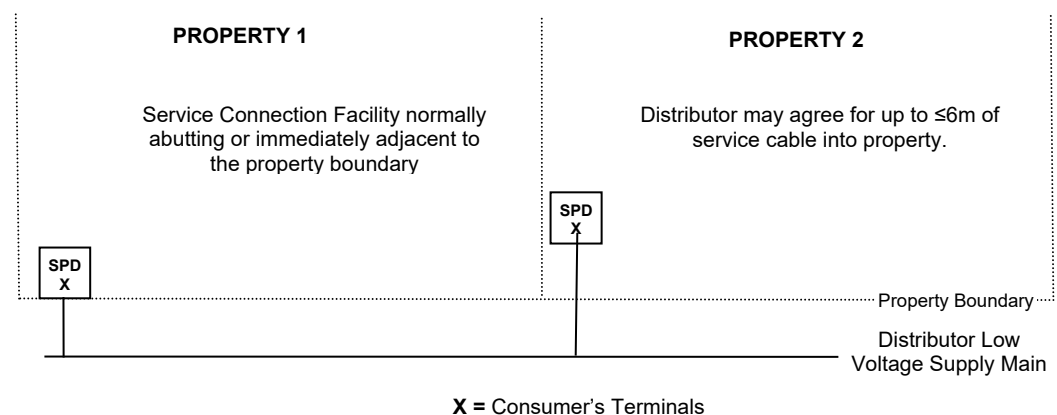 PROPERTY 1
PROPERTY 2
Service Connection Facility normally
abutting or immediately adjacent to
the property boundary
Distributor may agree for up to ≤6m of
service cable into property.
SPD
X
SPD
X
Property Boundary
Distributor Low
Voltage Supply Main
X = Consumer's Terminals